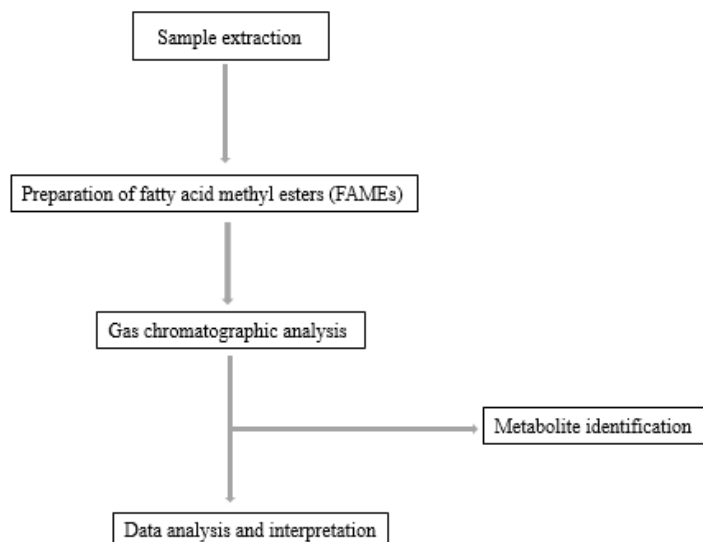 Sample extraction
Preparation of fatty acid methyl esters (FAMEs)
Gas chromatographic analysis
Metabolite identification
Data analysis and interpretation